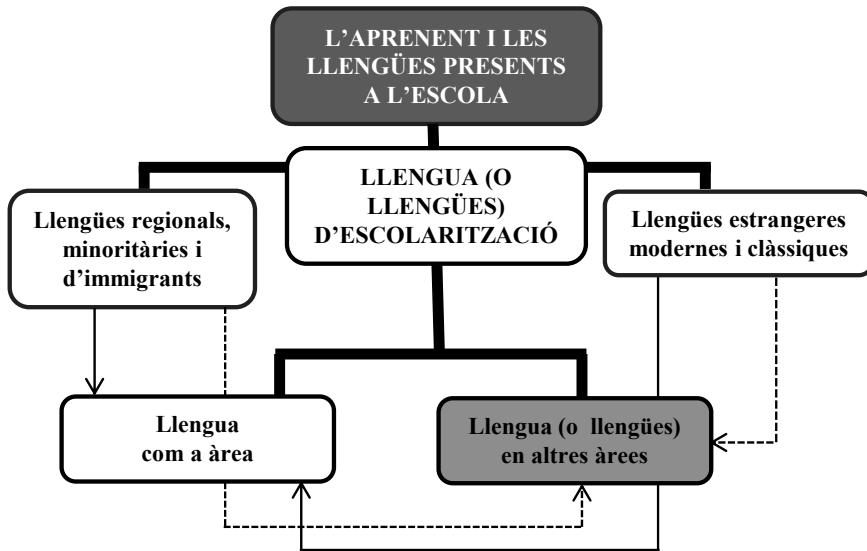 L’APRENENT I LES
LLENGÜES PRESENTS
A L’ESCOLA
LLENGUA (O
LLENGÜES)
D’ESCOLARITZACIÓ
Llengües regionals,
minoritàries i
d’immigrants
Llengües estrangeres
modernes i clàssiques
Llengua
com a àrea
Llengua (o llengües)
en altres àrees